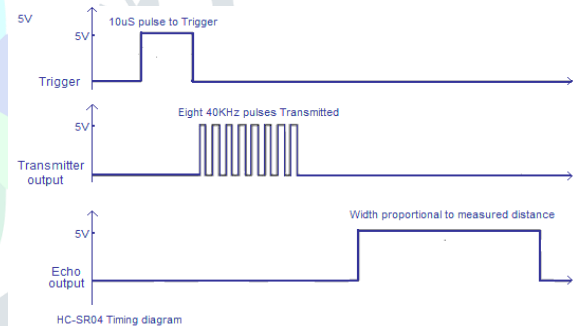 5V
10uS pulse to Trigger
5V
Trigger
Eight 40KHz pulses Transmitted
5V
Transmitter
output
Width proportional to measured distance
5V
Echo
output
HC-SR04 Timing diagram